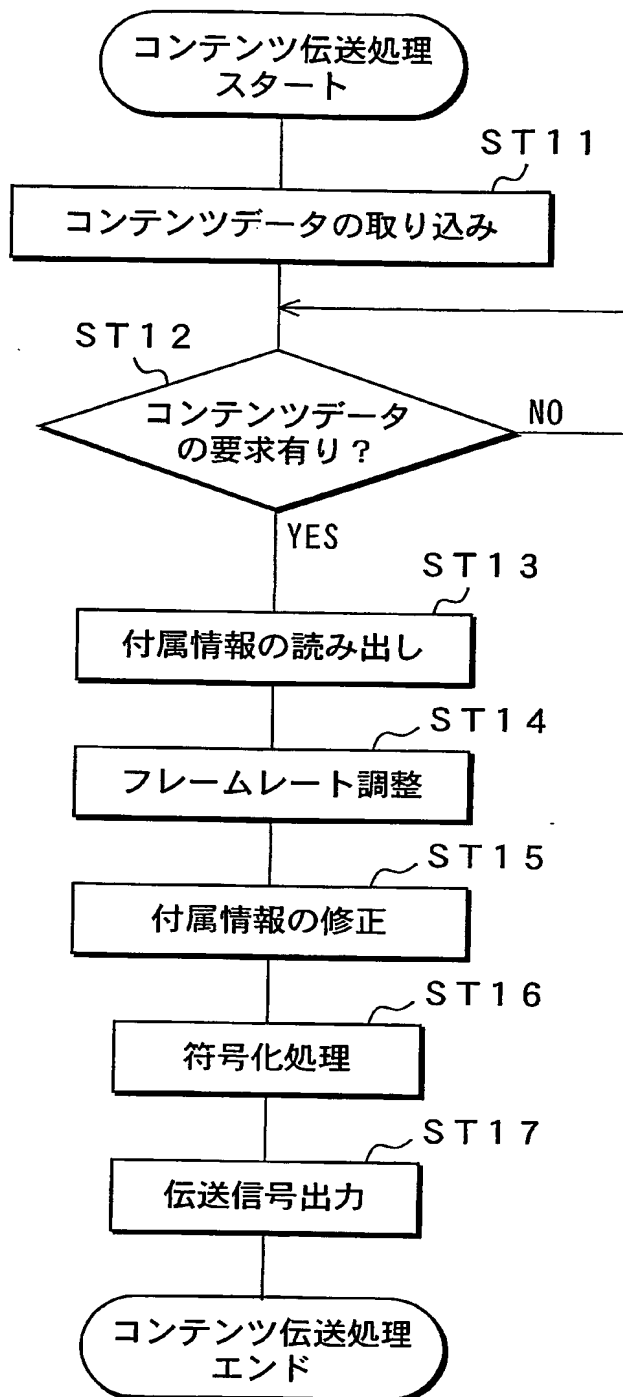 コンテンツ伝送処理
スタート
ST11
コンテンツデータの取り込み
ST12
コンテンツデータ
の要求有り？
NO
YES
ST13
付属情報の読み出し
ST14
フレームレート調整
ST15
付属情報の修正
ST16
符号化処理
ST17
伝送信号出力
コンテンツ伝送処理
エンド